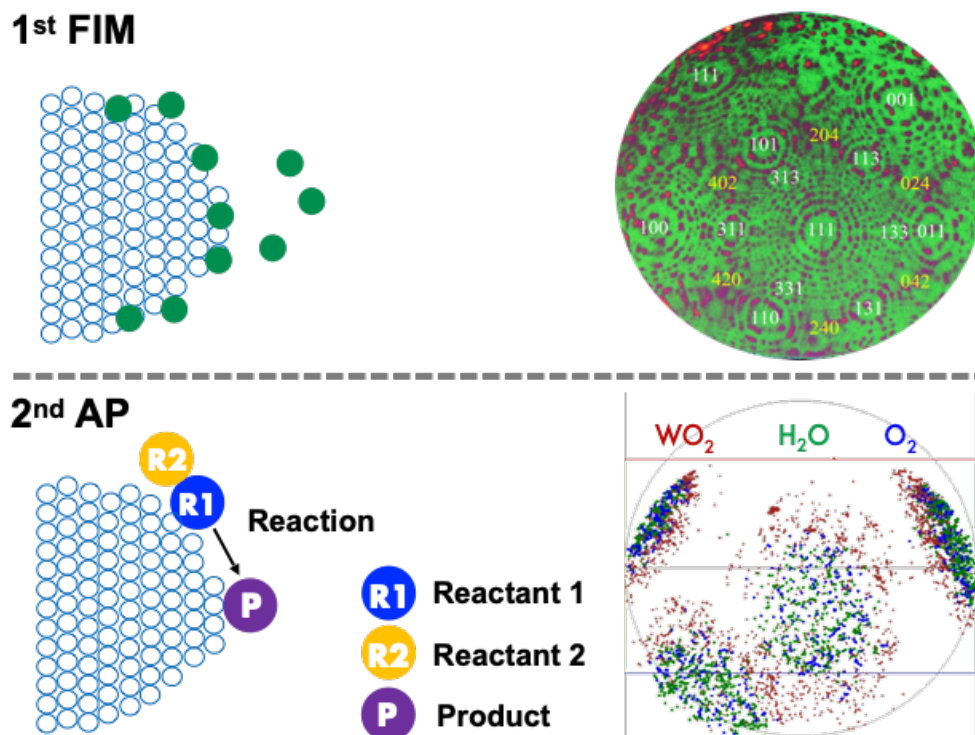 1st FIM
111
001
204
101
113
313
402
024
100
311
111
133
011
420
042
331
110
131
240
2nd AP
WO₂
H₂O
O₂
R2
R1
Reaction
P
R1 Reactant 1
R2 Reactant 2
P Product